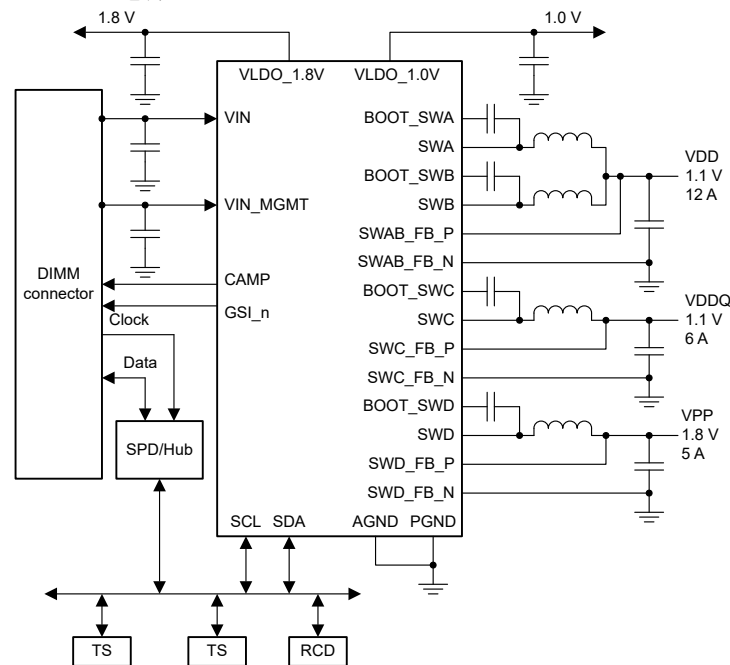 1.8 V
1.0 V
VLDO_1.8V
VLDO_1.0V
VIN
VIN_MGMT
CAMP
GSI_n
DIMM
connector
Clock
Data
SPD/Hub
BOOT_SWA
SWA
BOOT_SWB
SWB
SWAB_FB_P
SWAB_FB_N
BOOT_SWC
SWC
SWC_FB_P
SWC_FB_N
BOOT_SWD
SWD
SWD_FB_P
SWD_FB_N
VDD
1.1 V
12 A
VDDQ
1.1 V
6 A
VPP
1.8 V
5 A
SCL
SDA
AGND
PGND
TS
TS
RCD